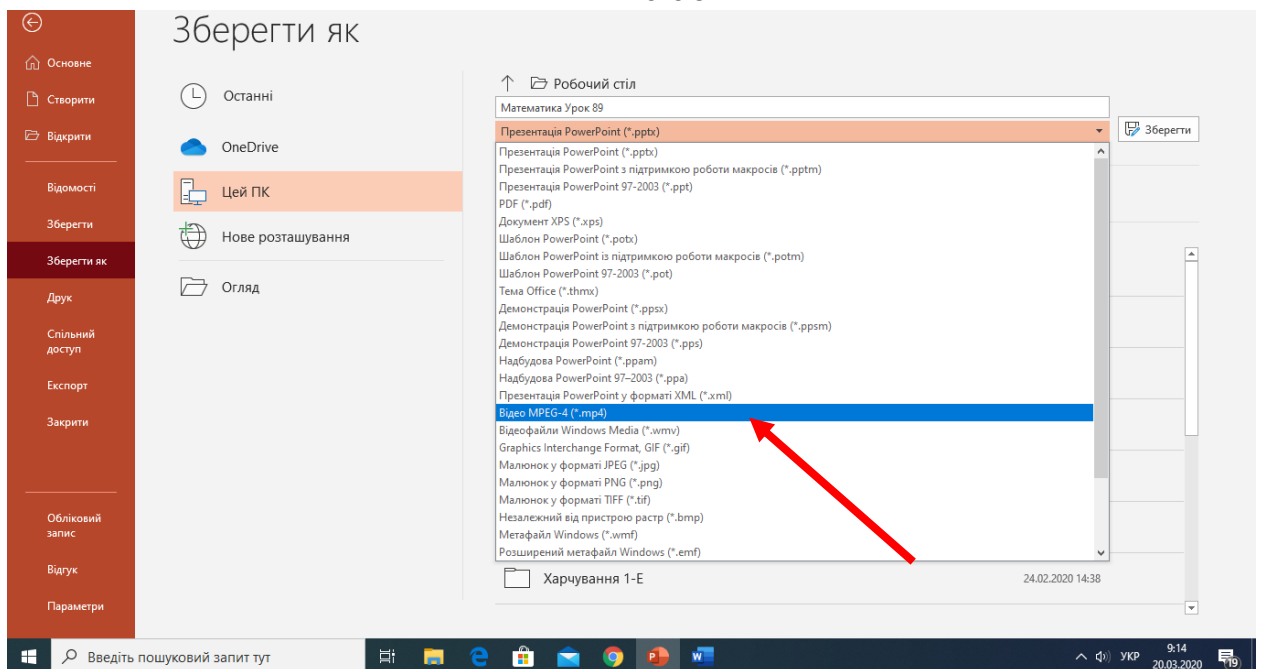 Зберегти як
Основне
Створити
Відкрити
Відомості
Зберегти
Зберегти як
Друк
Спільний
доступ
Експорт
Закрити
Обліковий
запис
Відгук
Параметри
Останні
OneDrive
Цей ПК
Нове розташування
Огляд
Робочий стіл
Математика Урок 89
Презентація PowerPoint (*.pptx)
Зберегти
Презентація PowerPoint (*.pptx)
Презентація PowerPoint з підтримкою роботи макросів (*.pptm)
Презентація PowerPoint 97-2003 (*.ppt)
PDF (*.pdf)
Документ XPS (*.xps)
Шаблон PowerPoint (*.potx)
Шаблон PowerPoint із підтримкою роботи макросів (*.potm)
Шаблон PowerPoint 97-2003 (*.pot)
Тема Office (*.thmx)
Демонстрація PowerPoint (*.ppsx)
Демонстрація PowerPoint з підтримкою роботи макросів (*.ppsm)
Демонстрація PowerPoint 97-2003 (*.pps)
Надбудова PowerPoint (*.ppam)
Надбудова PowerPoint 97–2003 (*.ppa)
Презентація PowerPoint у форматі XML (*.xml)
Відео MPEG-4 (*.mp4)
Відеофайли Windows Media (*.wmv)
Graphics Interchange Format, GIF (*.gif)
Малюнок у форматі JPEG (*.jpg)
Малюнок у форматі PNG (*.png)
Малюнок у форматі TIFF (*.tif)
Незалежний від пристрою растр (*.bmp)
Метафайл Windows (*.wmf)
Розширений метафайл Windows (*.emf)
Харчування 1-Е 24.02.2020 14:38
Введіть пошуковий запит тут
УКР
9:14
20.03.2020
19